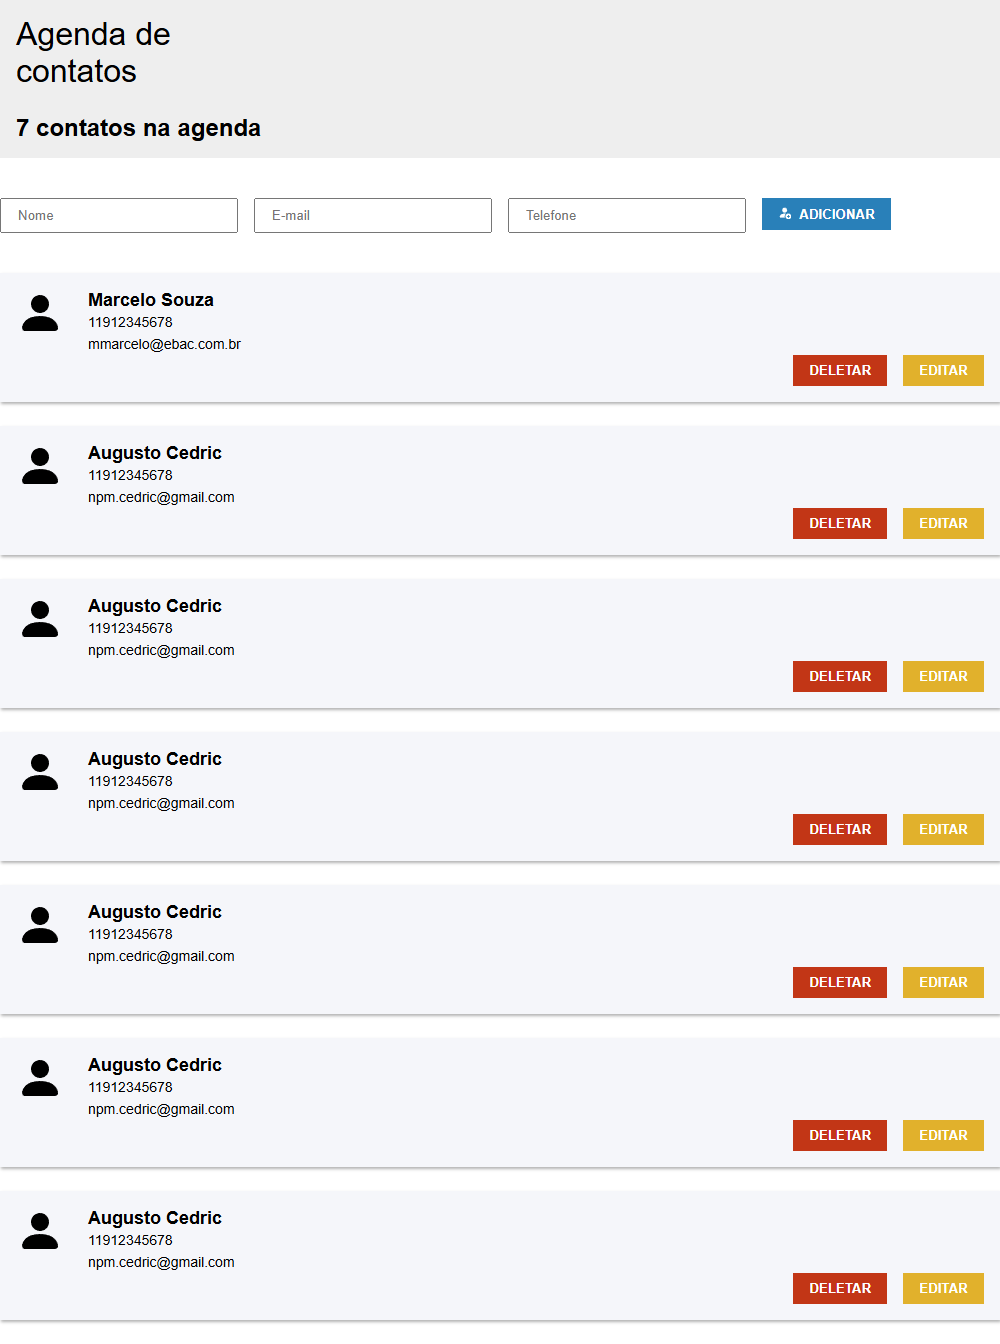 Agenda de
contatos
7 contatos na agenda
Nome
E-mail
Telefone
ADICIONAR
Marcelo Souza
11912345678
mmarcelo@ebac.com.br
DELETAR
EDITAR
Augusto Cedric
11912345678
npm.cedric@gmail.com
DELETAR
EDITAR
Augusto Cedric
11912345678
npm.cedric@gmail.com
DELETAR
EDITAR
Augusto Cedric
11912345678
npm.cedric@gmail.com
DELETAR
EDITAR
Augusto Cedric
11912345678
npm.cedric@gmail.com
DELETAR
EDITAR
Augusto Cedric
11912345678
npm.cedric@gmail.com
DELETAR
EDITAR
Augusto Cedric
11912345678
npm.cedric@gmail.com
DELETAR
EDITAR